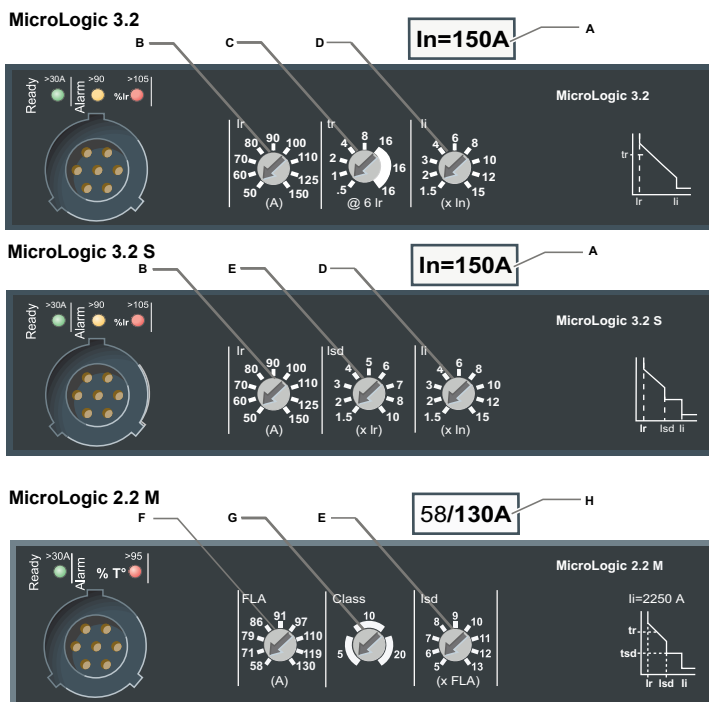 MicroLogic 3.2
B
C
D
In=150A
A
Ready
>30A
Alarm
>90
>105
%Ir
MicroLogic 3.2
Ir
50 60 70 80 90 100 110 125 150
(A)
tr
.5 1 2 4 8 16 16 16
@ 6 Ir
Ii
1.5 2 3 4 6 8 10 12 15
(x In)
tr
Ir
Ii
MicroLogic 3.2 S
B
E
D
In=150A
A
Ready
>30A
Alarm
>90
>105
%Ir
MicroLogic 3.2 S
Ir
50 60 70 80 90 100 110 125 150
(A)
Isd
1.5 2 3 4 5 6 7 8 10
(x Ir)
Ii
1.5 2 3 4 6 8 10 12 15
(x In)
Ir
Isd
Ii
MicroLogic 2.2 M
F
G
E
58/130A
H
Ready
>30A
Alarm
>95
% T°
MicroLogic 2.2 M
FLA
58 71 79 86 91 97 110 119 130
(A)
Class
5 10 20
Isd
5 6 7 8 9 10 11 12 13
(x FLA)
Ii=2250 A
tr
tsd
Ir
Isd
Ii